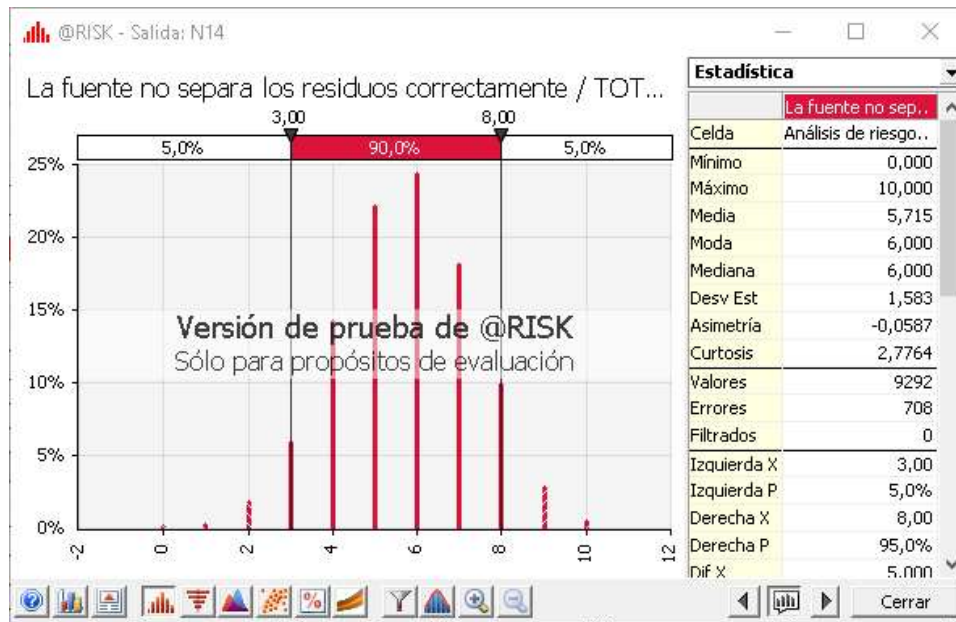 @RISK - Salida: N14
La fuente no separa los residuos correctamente / TOT...
3,00 8,00
5,0% 90,0% 5,0%
25%
20%
15%
10%
5%
0%
-2 0 2 4 6 8 10 12
Versión de prueba de @RISK
Sólo para propósitos de evaluación
Estadística
La fuente no sep..
Celda Análisis de riesgo..
Mínimo 0,000
Máximo 10,000
Media 5,715
Moda 6,000
Mediana 6,000
Desv Est 1,583
Asimetría -0,0587
Curtosis 2,7764
Valores 9292
Errores 708
Filtrados 0
Izquierda X 3,00
Izquierda P 5,0%
Derecha X 8,00
Derecha P 95,0%
Dif X 5,000
Cerrar